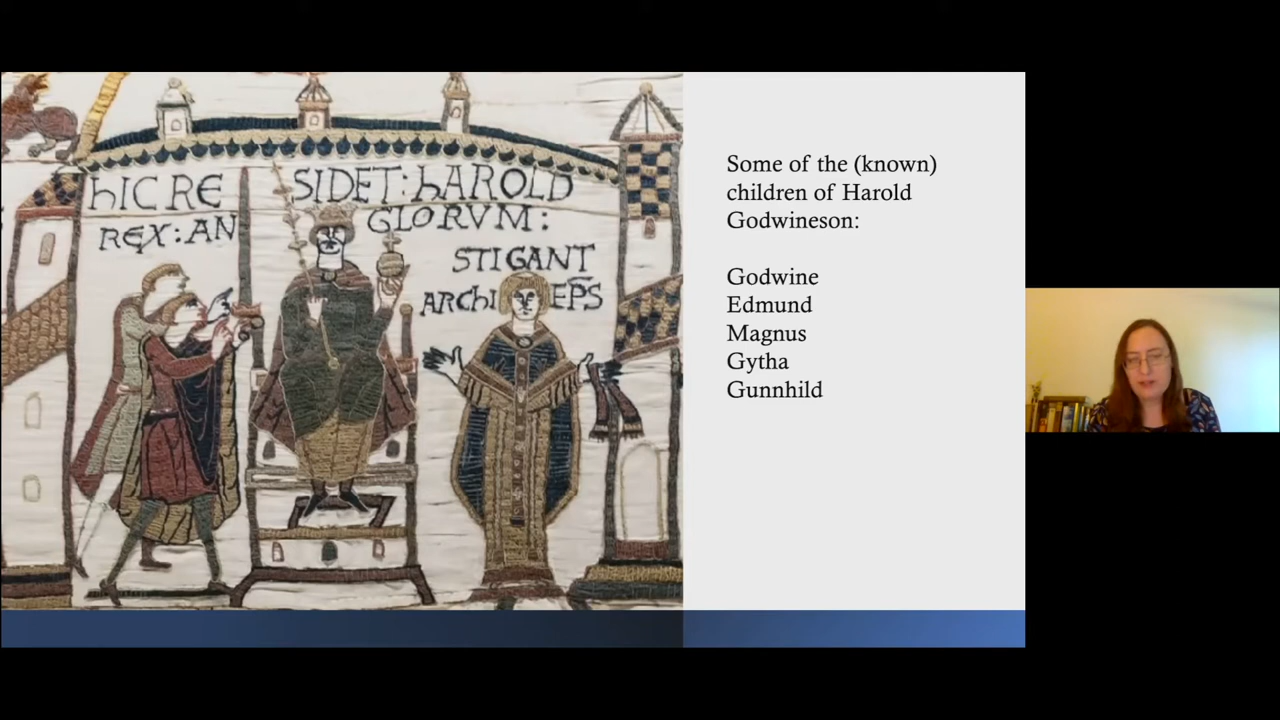 hIC RE SIDET: hAROLD
REX: AN GLORVM:
STIGANT
ARChI EP̄S
Some of the (known)
children of Harold
Godwineson:
Godwine
Edmund
Magnus
Gytha
Gunnhild